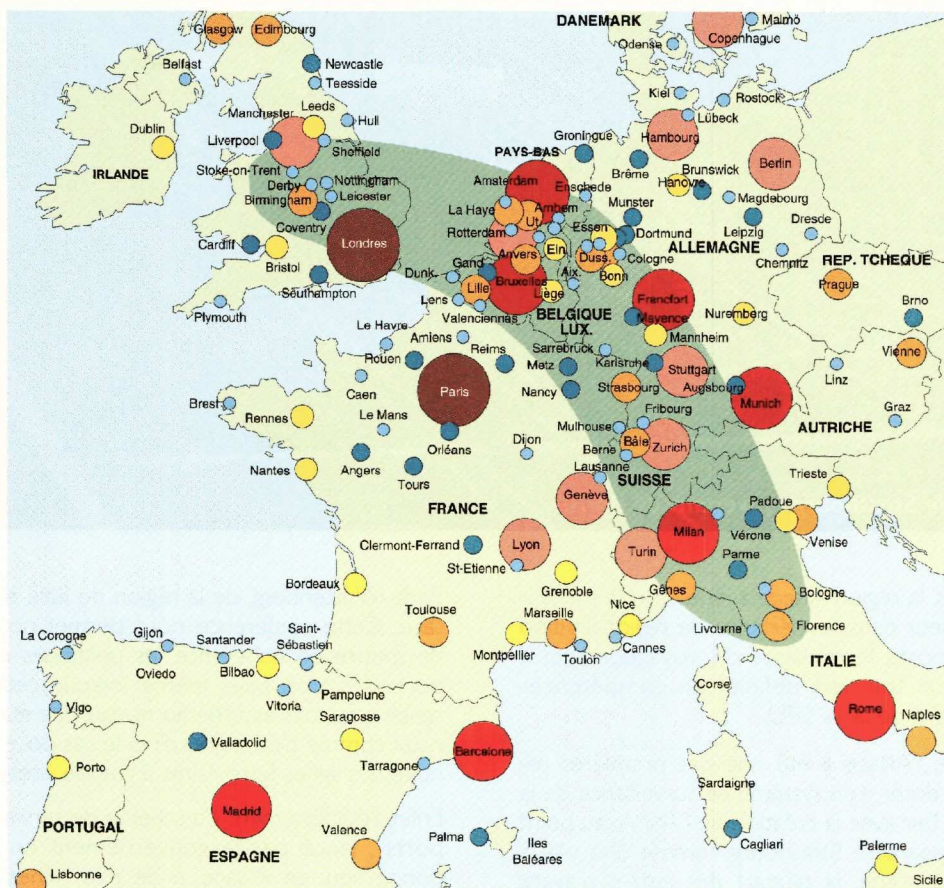 DANEMARK
Malmö
Copenhague
Odense
Glasgow
Edimbourg
Newcastle
Belfast
Teesside
Kiel
Rostock
Lübeck
Manchester
Leeds
Hull
Dublin
Liverpool
Sheffield
Groningue
Hambourg
Berlin
IRLANDE
Stoke-on-Trent
Nottingham
Derby
Leicester
Birmingham
Coventry
PAYS-BAS
Amsterdam
Enschede
Brême
Brunswick
Hanovre
Magdebourg
La Haye
Arnhem
Ut.
Munster
Leipzig
Dresde
Cardiff
Bristol
Londres
Rotterdam
Essen
Dortmund
ALLEMAGNE
Chemnitz
Anvers
Ein.
Duss.
Cologne
REP. TCHEQUE
Southampton
Dunk.
Gand
Bruxelles
Aix.
Bonn
Prague
Plymouth
Lille
Liège
Francfort
Brno
Lens
Valenciennes
BELGIQUE
LUX.
Mayence
Nuremberg
Mannheim
Le Havre
Amiens
Reims
Sarrebrück
Karlsruhe
Vienne
Rouen
Metz
Stuttgart
Linz
Caen
Paris
Nancy
Strasbourg
Augsbourg
Munich
Brest
Rennes
Le Mans
Fribourg
Graz
Orléans
Dijon
Mulhouse
Bâle
Zurich
AUTRICHE
Nantes
Angers
Tours
Berne
Lausanne
SUISSE
Trieste
FRANCE
Genève
Padoue
Milan
Vérone
Venise
Clermont-Ferrand
Lyon
Turin
Parme
St-Etienne
Bordeaux
Grenoble
Gênes
Bologne
Toulouse
Marseille
Nice
Livourne
Florence
Montpellier
Toulon
Cannes
ITALIE
La Corogne
Gijon
Santander
Saint-
Sébastien
Oviedo
Bilbao
Corse
Vigo
Vitoria
Pampelune
Rome
Naples
Saragosse
Valladolid
Barcelone
Porto
Tarragone
Sardaigne
Madrid
PORTUGAL
ESPAGNE
Valence
Palma
Iles
Baléares
Cagliari
Palerme
Lisbonne
Sicile